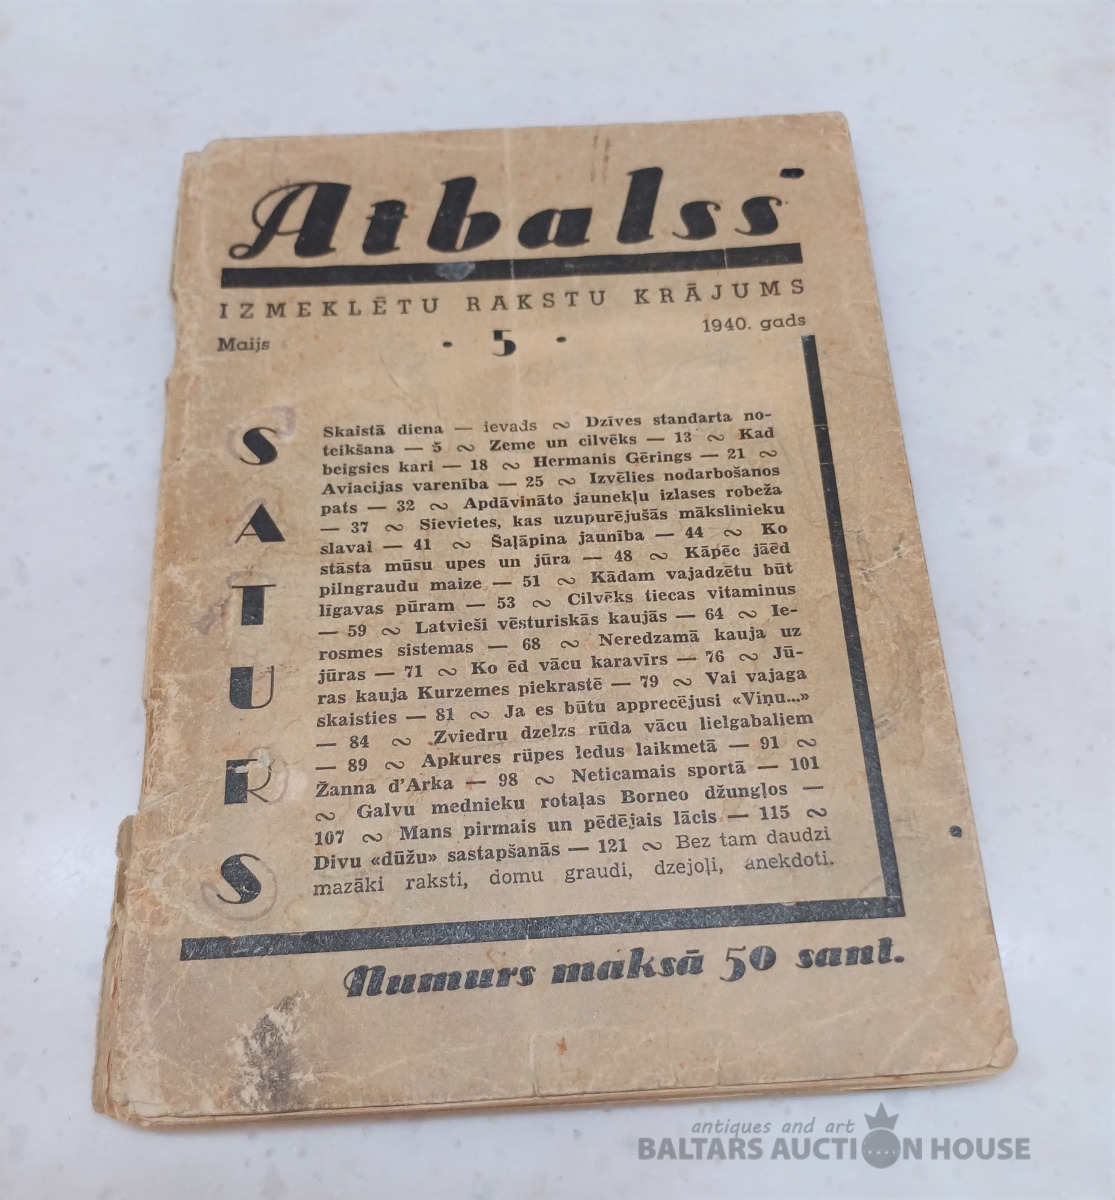 Atbalss
IZMEKLĒTU RAKSTU KRĀJUMS
Maijs · 5 · 1940. gads
SATURS
Skaistā diena — ievads ~ Dzīves standarta no-
teikšana — 5 ~ Zeme un cilvēks — 13 ~ Kad
beigsies kari — 18 ~ Hermanis Gērings — 21 ~
Aviacijas varenība — 25 ~ Izvēlies nodarbošanos
pats — 32 ~ Apdāvināto jaunekļu izlases robeža
— 37 ~ Sievietes, kas uzupurējušās mākslinieku
slavai — 41 ~ Šaļāpina jaunība — 44 ~ Ko
stāsta mūsu upes un jūra — 48 ~ Kāpēc jāēd
pilngraudu maize — 51 ~ Kādam vajadzētu būt
līgavas pūram — 53 ~ Cilvēks tiecas vitaminus
— 59 ~ Latvieši vēsturiskās kaujās — 64 ~ Ie-
rosmes sistemas — 68 ~ Neredzamā kauja uz
jūras — 71 ~ Ko ēd vācu karavīrs — 76 ~ Jū-
ras kauja Kurzemes piekrastē — 79 ~ Vai vajaga
skaisties — 81 ~ Ja es būtu apprecējusi «Viņu...»
— 84 ~ Zviedru dzelzs rūda vācu lielgabaliem
— 89 ~ Apkures rūpes ledus laikmetā — 91 ~
Žanna d'Arka — 98 ~ Neticamais sportā — 101
~ Galvu mednieku rotaļas Borneo džungļos —
107 ~ Mans pirmais un pēdējais lācis — 115 ~
Divu «dūžu» sastapšanās — 121 ~ Bez tam daudzi
mazāki raksti, domu graudi, dzejoļi, anekdoti.
Numurs maksā 50 sant.
antiques and art
BALTARS AUCTION HOUSE